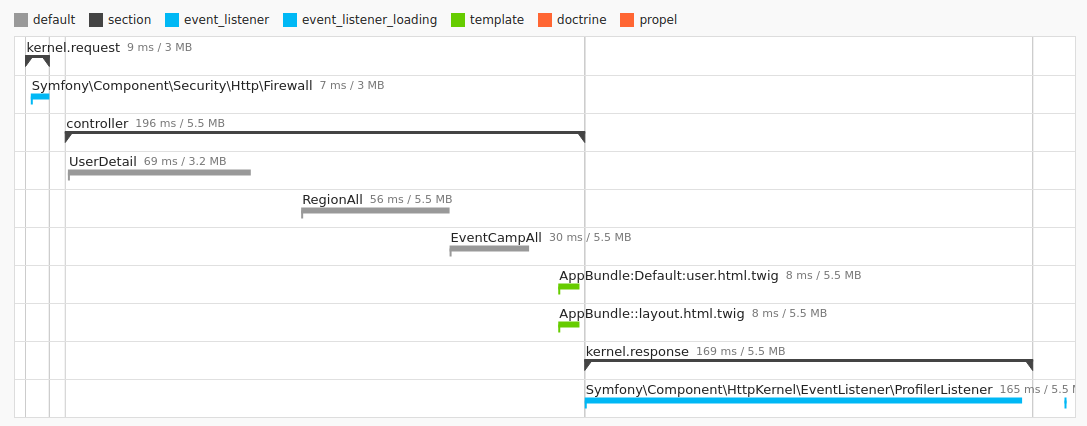 default section event_listener event_listener_loading template doctrine propel
kernel.request 9 ms / 3 MB
Symfony\Component\Security\Http\Firewall 7 ms / 3 MB
controller 196 ms / 5.5 MB
UserDetail 69 ms / 3.2 MB
RegionAll 56 ms / 5.5 MB
EventCampAll 30 ms / 5.5 MB
AppBundle:Default:user.html.twig 8 ms / 5.5 MB
AppBundle::layout.html.twig 8 ms / 5.5 MB
kernel.response 169 ms / 5.5 MB
Symfony\Component\HttpKernel\EventListener\ProfilerListener 165 ms / 5.5